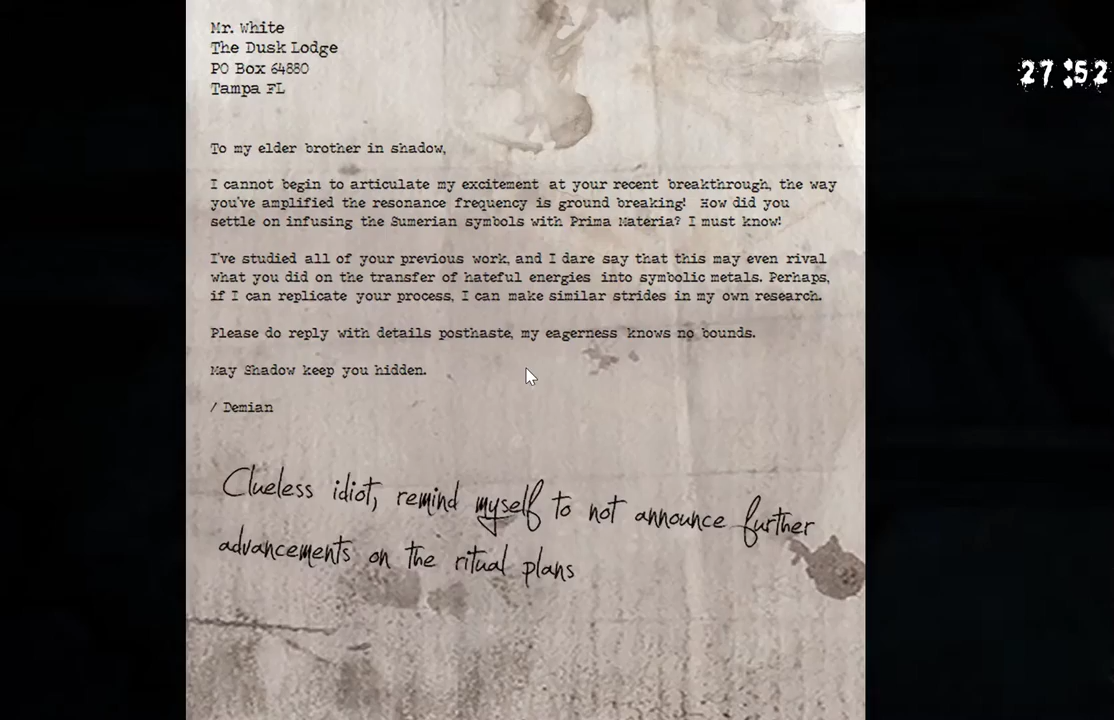 Mr. White
The Dusk Lodge
PO Box 64880
Tampa FL
27:52
To my elder brother in shadow,
I cannot begin to articulate my excitement at your recent breakthrough, the way
you've amplified the resonance frequency is ground breaking! How did you
settle on infusing the Sumerian symbols with Prima Materia? I must know!
I've studied all of your previous work, and I dare say that this may even rival
what you did on the transfer of hateful energies into symbolic metals. Perhaps,
if I can replicate your process, I can make similar strides in my own research.
Please do reply with details posthaste, my eagerness knows no bounds.
May Shadow keep you hidden.
/ Demian
Clueless idiot, remind myself to not announce further
advancements on the ritual plans